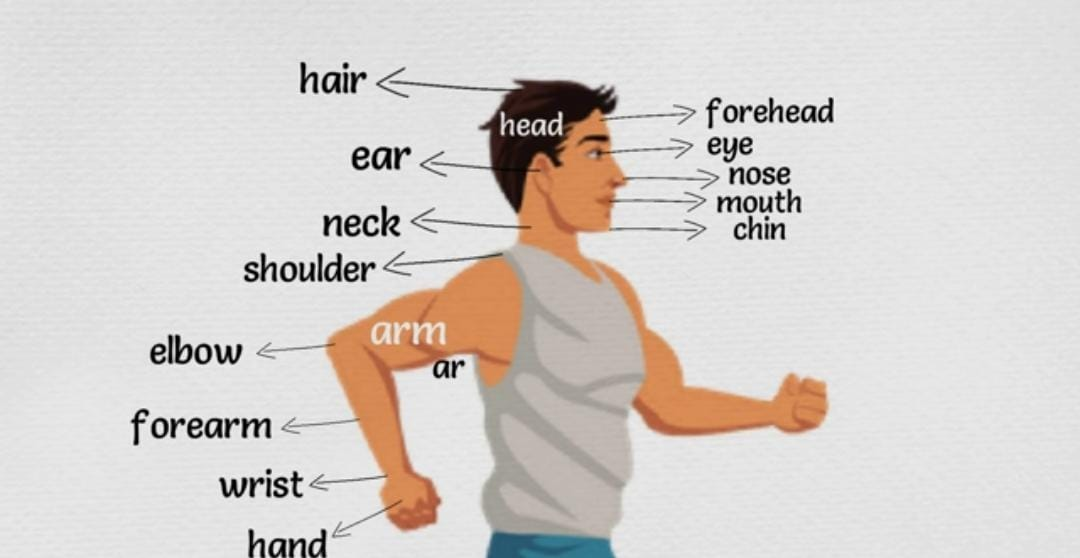 hair
head
forehead
ear
eye
nose
mouth
neck
chin
shoulder
arm
elbow
ar
forearm
wrist
hand